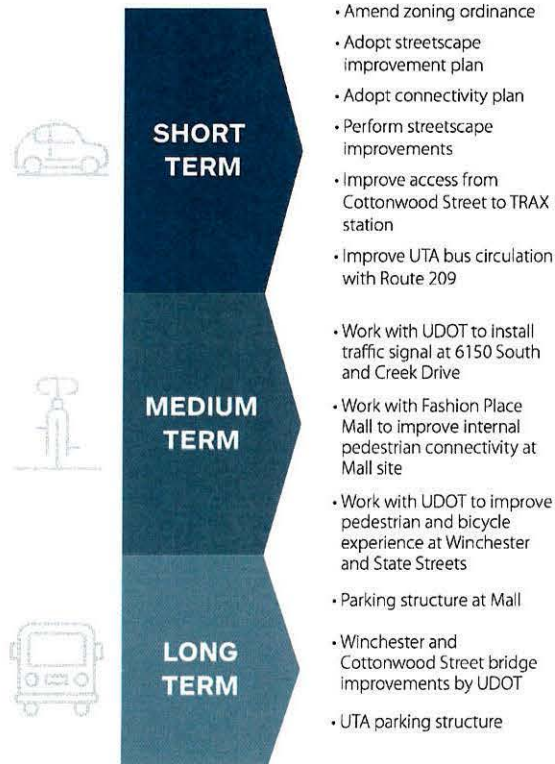 SHORT
TERM
• Amend zoning ordinance
• Adopt streetscape
improvement plan
• Adopt connectivity plan
• Perform streetscape
improvements
• Improve access from
Cottonwood Street to TRAX
station
• Improve UTA bus circulation
with Route 209
MEDIUM
TERM
• Work with UDOT to install
traffic signal at 6150 South
and Creek Drive
• Work with Fashion Place
Mall to improve internal
pedestrian connectivity at
Mall site
• Work with UDOT to improve
pedestrian and bicycle
experience at Winchester
and State Streets
LONG
TERM
• Parking structure at Mall
• Winchester and
Cottonwood Street bridge
improvements by UDOT
• UTA parking structure